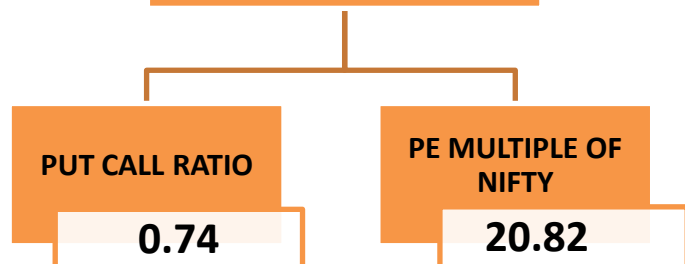 PUT CALL RATIO
0.74
PE MULTIPLE OF
NIFTY
20.82